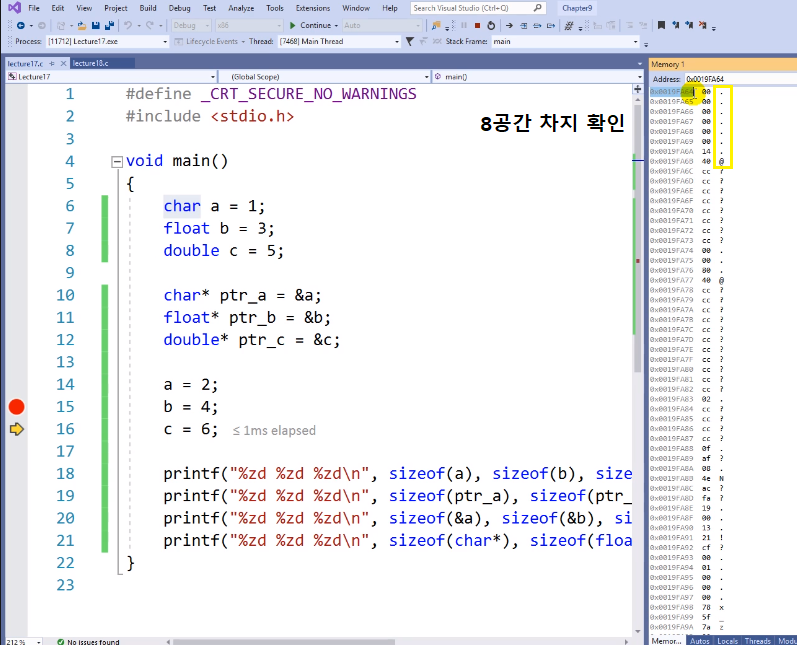 File Edit View Project Build Debug Test Analyze Tools Extensions Window Help Search Visual Studio (Ctrl+Q) Chapter9
Debug x86 Continue Auto
Process: [11712] Lecture17.exe Lifecycle Events Thread: [7468] Main Thread Stack Frame: main
lecture17.c lecture18.c
Lecture17 (Global Scope) main()
1 #define _CRT_SECURE_NO_WARNINGS
2 #include <stdio.h>
8공간 차지 확인
3
4 void main()
5 {
6 char a = 1;
7 float b = 3;
8 double c = 5;
9
10 char* ptr_a = &a;
11 float* ptr_b = &b;
12 double* ptr_c = &c;
13
14 a = 2;
15 b = 4;
16 c = 6; ≤ 1ms elapsed
17
18 printf("%zd %zd %zd\n", sizeof(a), sizeof(b), size
19 printf("%zd %zd %zd\n", sizeof(ptr_a), sizeof(ptr_
20 printf("%zd %zd %zd\n", sizeof(&a), sizeof(&b), si
21 printf("%zd %zd %zd\n", sizeof(char*), sizeof(floa
22 }
23
212 % No issues found
Memory 1
Address: 0x0019FA64
0x0019FA64 00 .
0x0019FA65 00 .
0x0019FA66 00 .
0x0019FA67 00 .
0x0019FA68 00 .
0x0019FA69 00 .
0x0019FA6A 14 .
0x0019FA6B 40 @
0x0019FA6C cc ?
0x0019FA6D cc ?
0x0019FA6E cc ?
0x0019FA6F cc ?
0x0019FA70 cc ?
0x0019FA71 cc ?
0x0019FA72 cc ?
0x0019FA73 cc ?
0x0019FA74 00 .
0x0019FA75 00 .
0x0019FA76 80 .
0x0019FA77 40 @
0x0019FA78 cc ?
0x0019FA79 cc ?
0x0019FA7A cc ?
0x0019FA7B cc ?
0x0019FA7C cc ?
0x0019FA7D cc ?
0x0019FA7E cc ?
0x0019FA7F cc ?
0x0019FA80 cc ?
0x0019FA81 cc ?
0x0019FA82 cc ?
0x0019FA83 02 .
0x0019FA84 cc ?
0x0019FA85 cc ?
0x0019FA86 cc ?
0x0019FA87 cc ?
0x0019FA88 0f .
0x0019FA89 af ?
0x0019FA8A 08 .
0x0019FA8B 4e N
0x0019FA8C ac ?
0x0019FA8D fa ?
0x0019FA8E 19 .
0x0019FA8F 00 .
0x0019FA90 13 .
0x0019FA91 21 !
0x0019FA92 cf ?
0x0019FA93 00 .
0x0019FA94 01 .
0x0019FA95 00 .
0x0019FA96 00 .
0x0019FA97 00 .
0x0019FA98 78 x
0x0019FA99 5f _
0x0019FA9A 7a z
Memor... Autos Locals Threads Modu